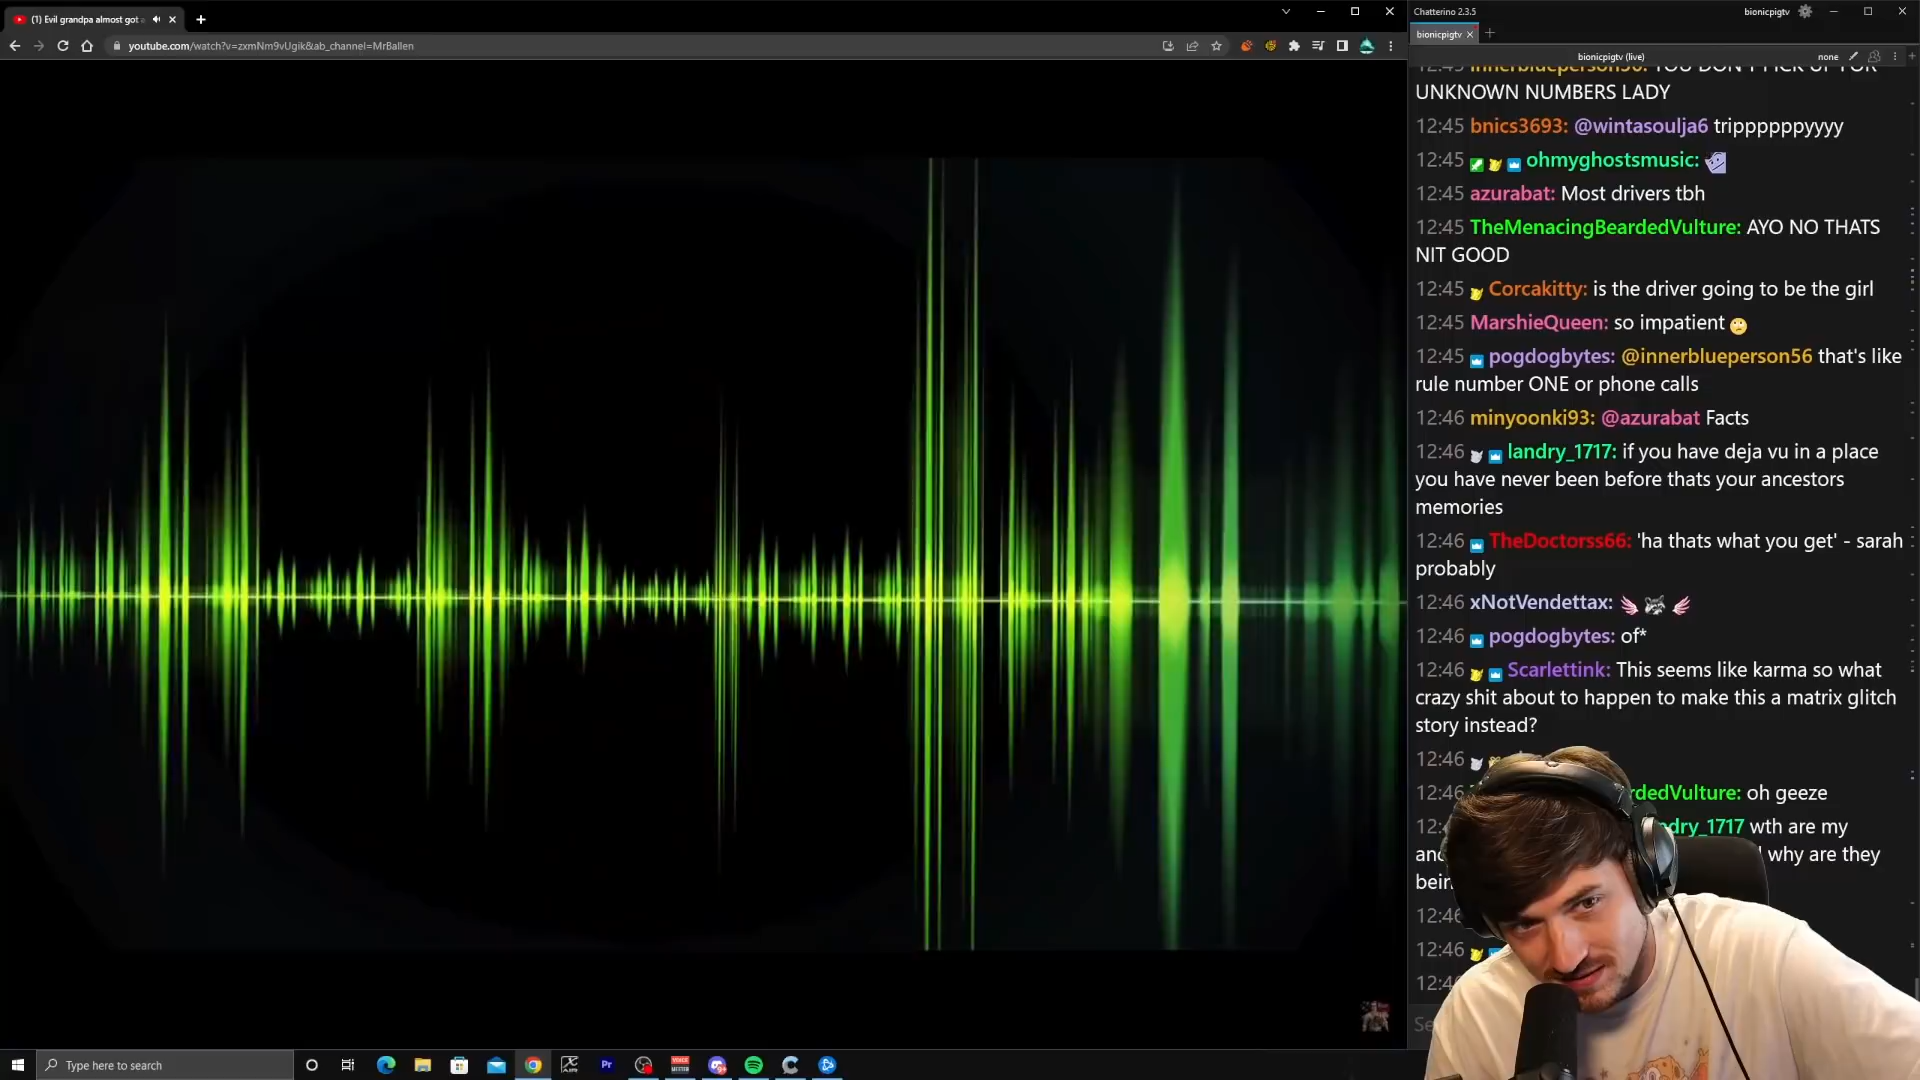 (1) Evil grandpa almost got
Chatterino 2.3.5
bionicpigtv
youtube.com/watch?v=zxmNm9vUgik&ab_channel=MrBallen
bionicpigtv
bionicpigtv (live)
none
UNKNOWN NUMBERS LADY
12:45 bnics3693: @wintasoulja6 trippppppyyyy
12:45 ohmyghostsmusic:
12:45 azurabat: Most drivers tbh
12:45 TheMenacingBeardedVulture: AYO NO THATS
NIT GOOD
12:45 Corcakitty: is the driver going to be the girl
12:45 MarshieQueen: so impatient
12:45 pogdogbytes: @innerblueperson56 that's like
rule number ONE or phone calls
12:46 minyoonki93: @azurabat Facts
12:46 landry_1717: if you have deja vu in a place
you have never been before thats your ancestors
memories
12:46 TheDoctorss66: 'ha thats what you get' - sarah
probably
12:46 xNotVendettax:
12:46 pogdogbytes: of*
12:46 Scarlettink: This seems like karma so what
crazy shit about to happen to make this a matrix glitch
story instead?
12:46
12:46 rdedVulture: oh geeze
dry_1717 wth are my
why are they
12:46
12:46
Type here to search
Pr